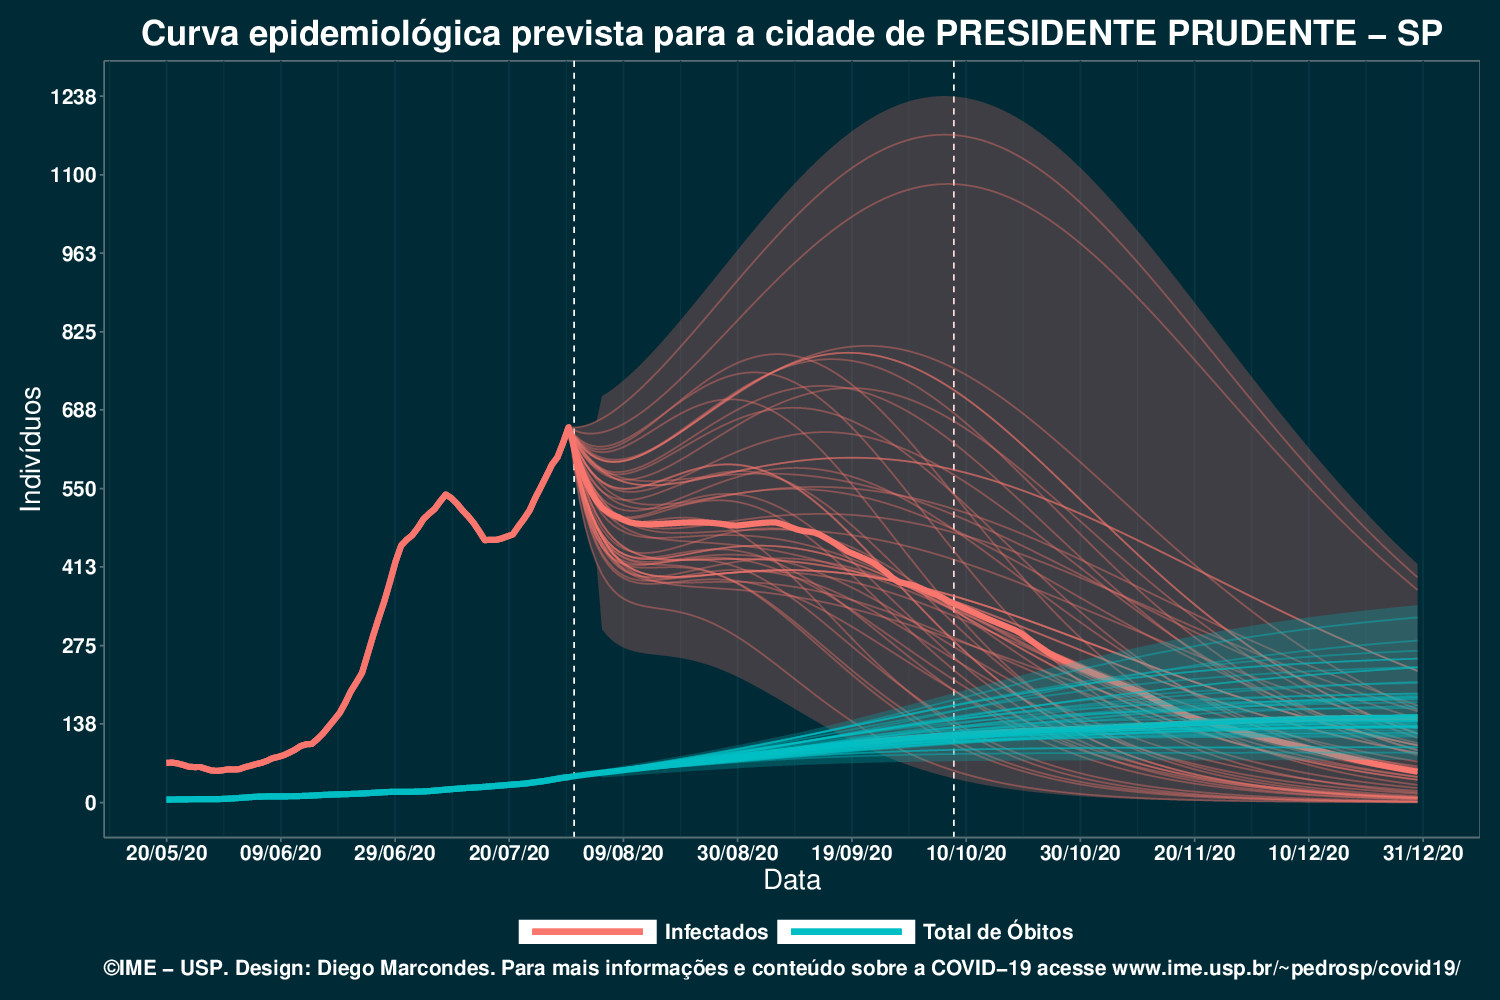 Curva epidemiológica prevista para a cidade de PRESIDENTE PRUDENTE – SP
Indivíduos
1238
1100
963
825
688
550
413
275
138
0
20/05/20 09/06/20 29/06/20 20/07/20 09/08/20 30/08/20 19/09/20 10/10/20 30/10/20 20/11/20 10/12/20 31/12/20
Data
Infectados Total de Óbitos
©IME – USP. Design: Diego Marcondes. Para mais informações e conteúdo sobre a COVID–19 acesse www.ime.usp.br/~pedrosp/covid19/